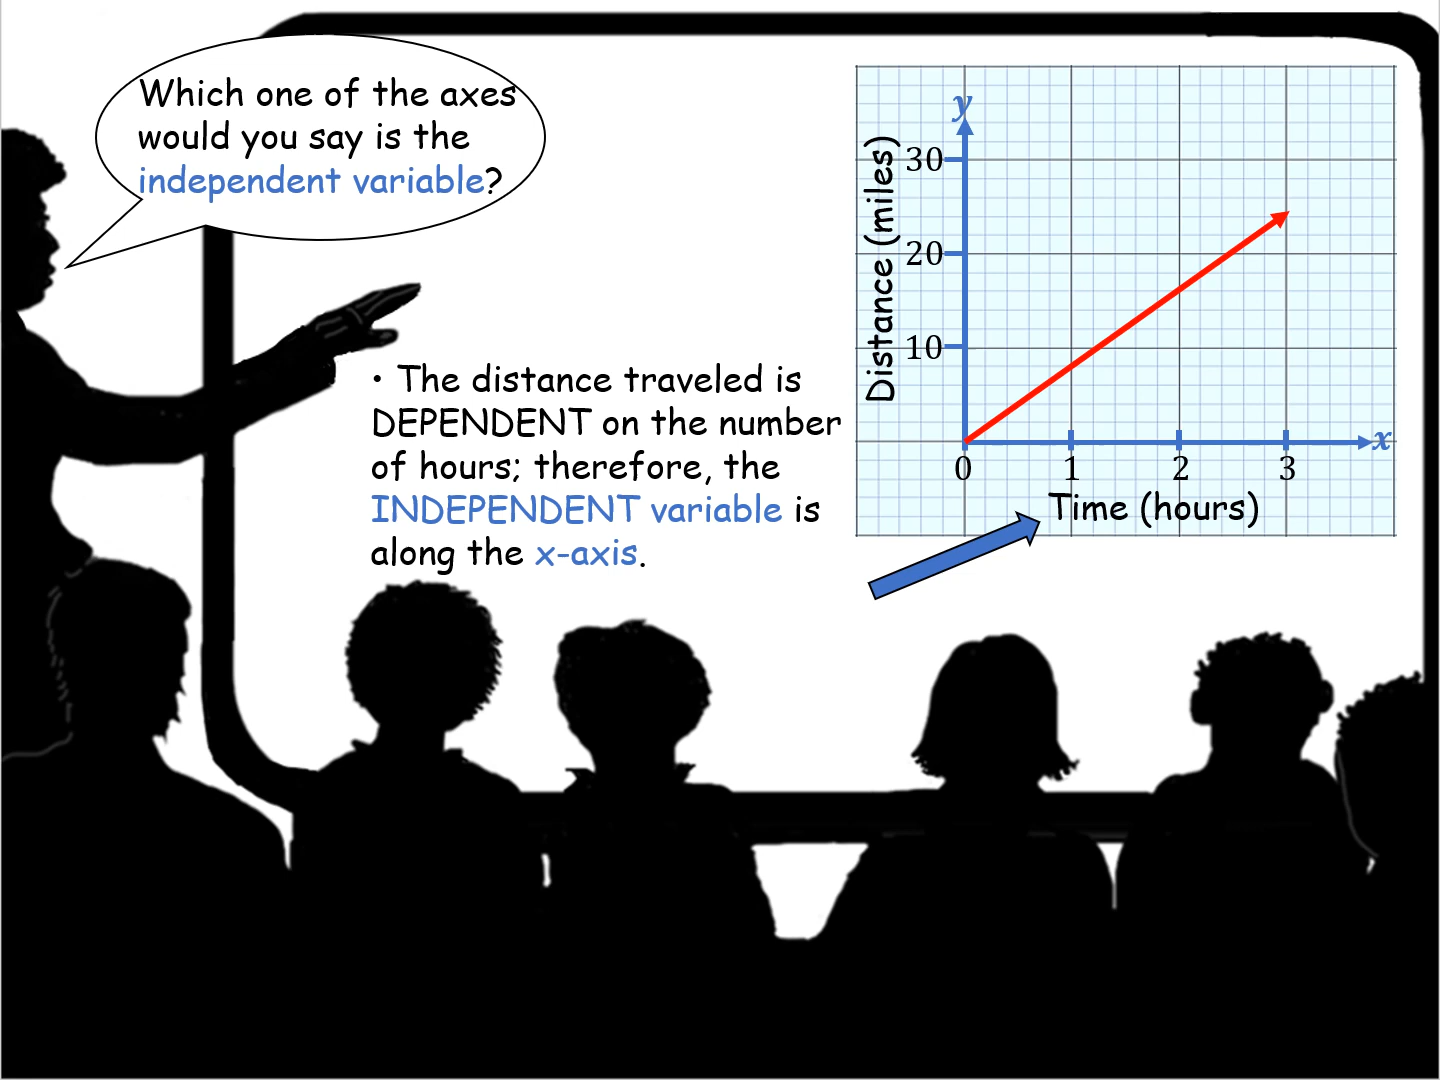 Which one of the axes
would you say is the
independent variable?
• The distance traveled is
DEPENDENT on the number
of hours; therefore, the
INDEPENDENT variable is
along the x-axis.
y
Distance (miles)
30
20
10
x
0 1 2 3
Time (hours)